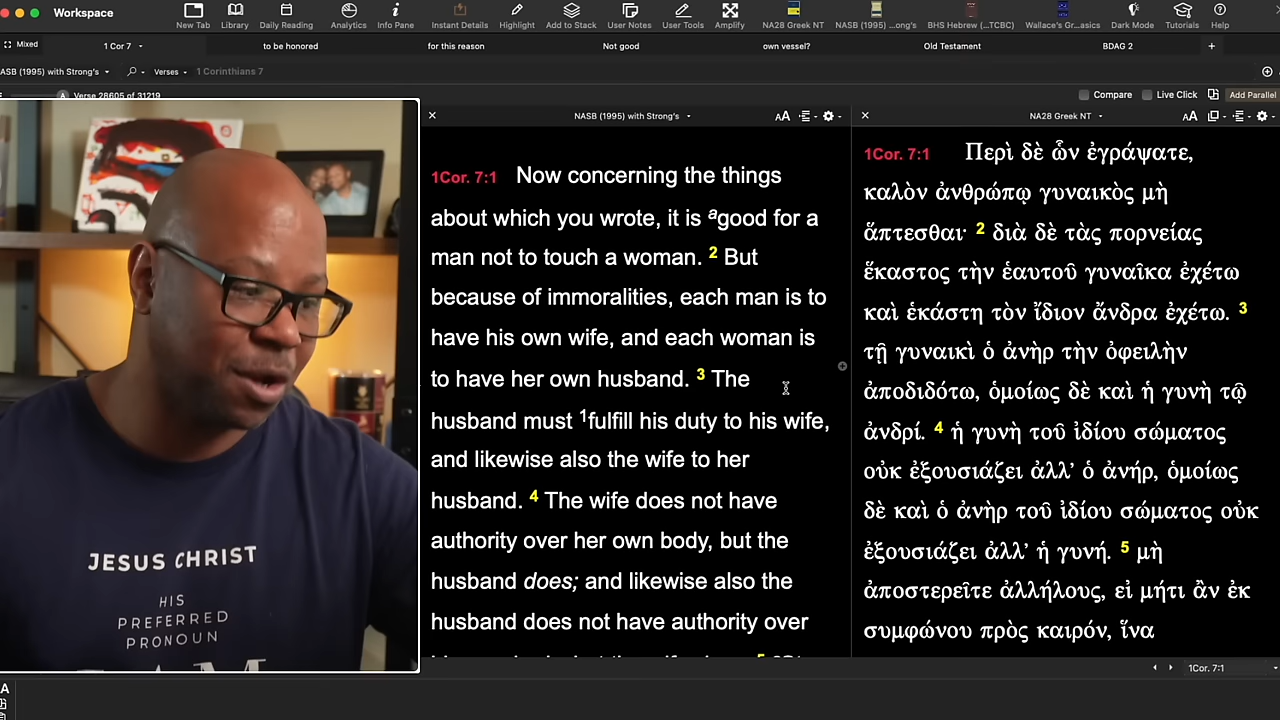 Workspace
New Tab
Library
Daily Reading
Analytics
Info Pane
Instant Details
Highlight
Add to Stack
User Notes
User Tools
Amplify
NA28 Greek NT
NASB (1995) ...ong's
BHS Hebrew (...TCBC)
Wallace's Gr...asics
Dark Mode
Tutorials
Help
Mixed
1 Cor 7
to be honored
for this reason
Not good
own vessel?
Old Testament
BDAG 2
ASB (1995) with Strong's
Verses
1 Corinthians 7
Verse 28605 of 31219
Compare
Live Click
Add Parallel
NASB (1995) with Strong's
AA
1Cor. 7:1 Now concerning the things
about which you wrote, it is ᵃgood for a
man not to touch a woman. 2 But
because of immoralities, each man is to
have his own wife, and each woman is
to have her own husband. 3 The
husband must ¹fulfill his duty to his wife,
and likewise also the wife to her
husband. 4 The wife does not have
authority over her own body, but the
husband does; and likewise also the
husband does not have authority over
NA28 Greek NT
AA
1Cor. 7:1 Περὶ δὲ ὧν ἐγράψατε,
καλὸν ἀνθρώπῳ γυναικὸς μὴ
ἅπτεσθαι· 2 διὰ δὲ τὰς πορνείας
ἕκαστος τὴν ἑαυτοῦ γυναῖκα ἐχέτω
καὶ ἑκάστη τὸν ἴδιον ἄνδρα ἐχέτω. 3
τῇ γυναικὶ ὁ ἀνὴρ τὴν ὀφειλὴν
ἀποδιδότω, ὁμοίως δὲ καὶ ἡ γυνὴ τῷ
ἀνδρί. 4 ἡ γυνὴ τοῦ ἰδίου σώματος
οὐκ ἐξουσιάζει ἀλλ’ ὁ ἀνήρ, ὁμοίως
δὲ καὶ ὁ ἀνὴρ τοῦ ἰδίου σώματος οὐκ
ἐξουσιάζει ἀλλ’ ἡ γυνή. 5 μὴ
ἀποστερεῖτε ἀλλήλους, εἰ μήτι ἂν ἐκ
συμφώνου πρὸς καιρόν, ἵνα
1Cor. 7:1
JESUS CHRIST
HIS
PREFERRED
PRONOUN
A